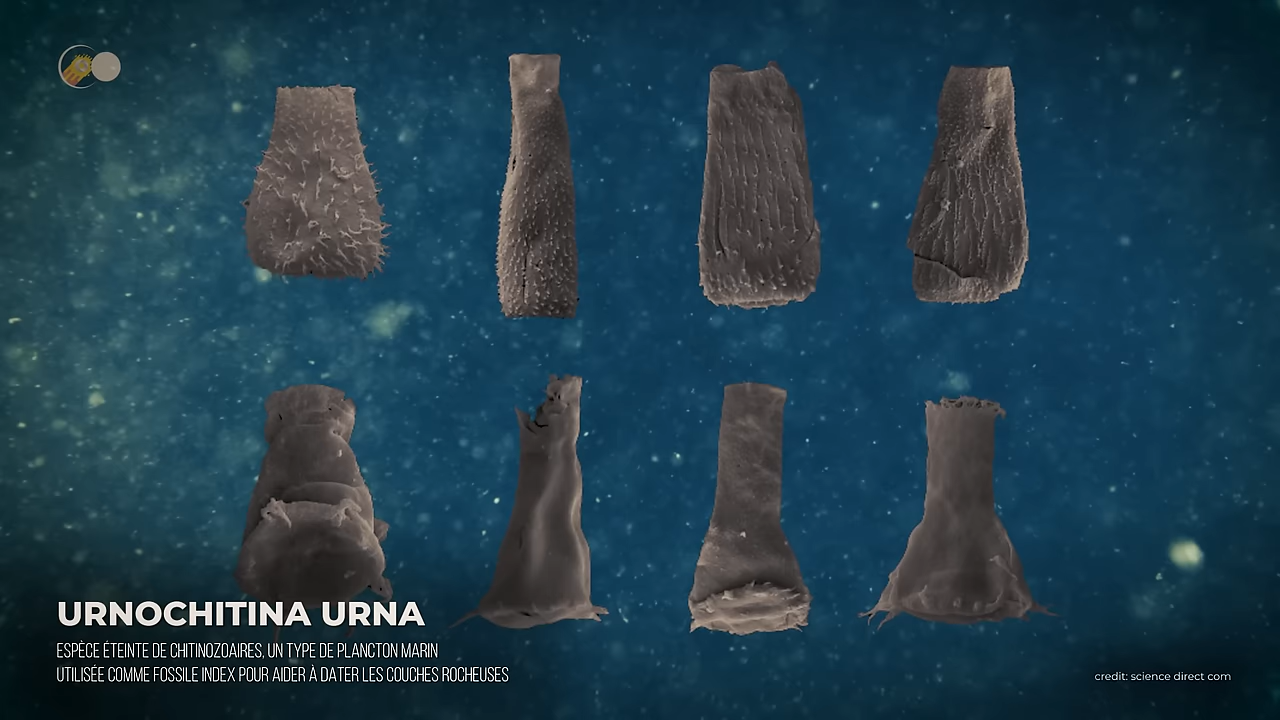 URNOCHITINA URNA
ESPÈCE ÉTEINTE DE CHITINOZOAIRES, UN TYPE DE PLANCTON MARIN
UTILISÉE COMME FOSSILE INDEX POUR AIDER À DATER LES COUCHES ROCHEUSES
credit: science direct com